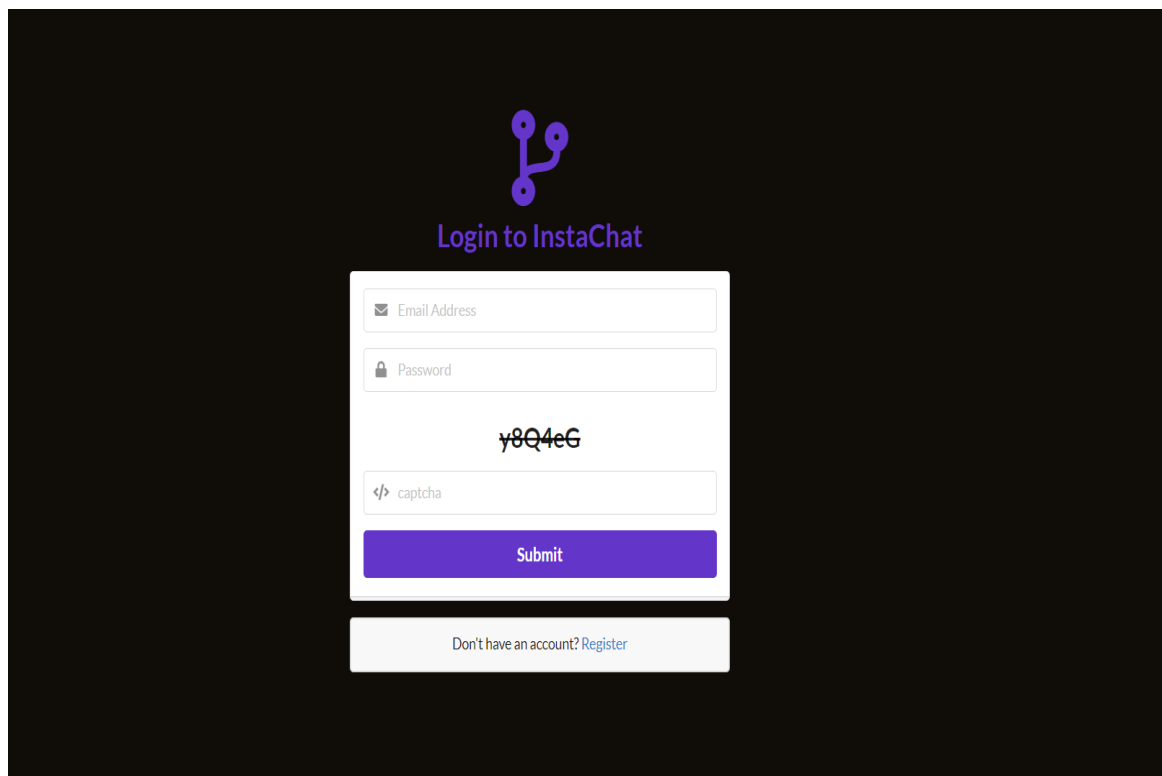 Login to InstaChat
Email Address
Password
y8Q4eG
captcha
Submit
Don't have an account? Register